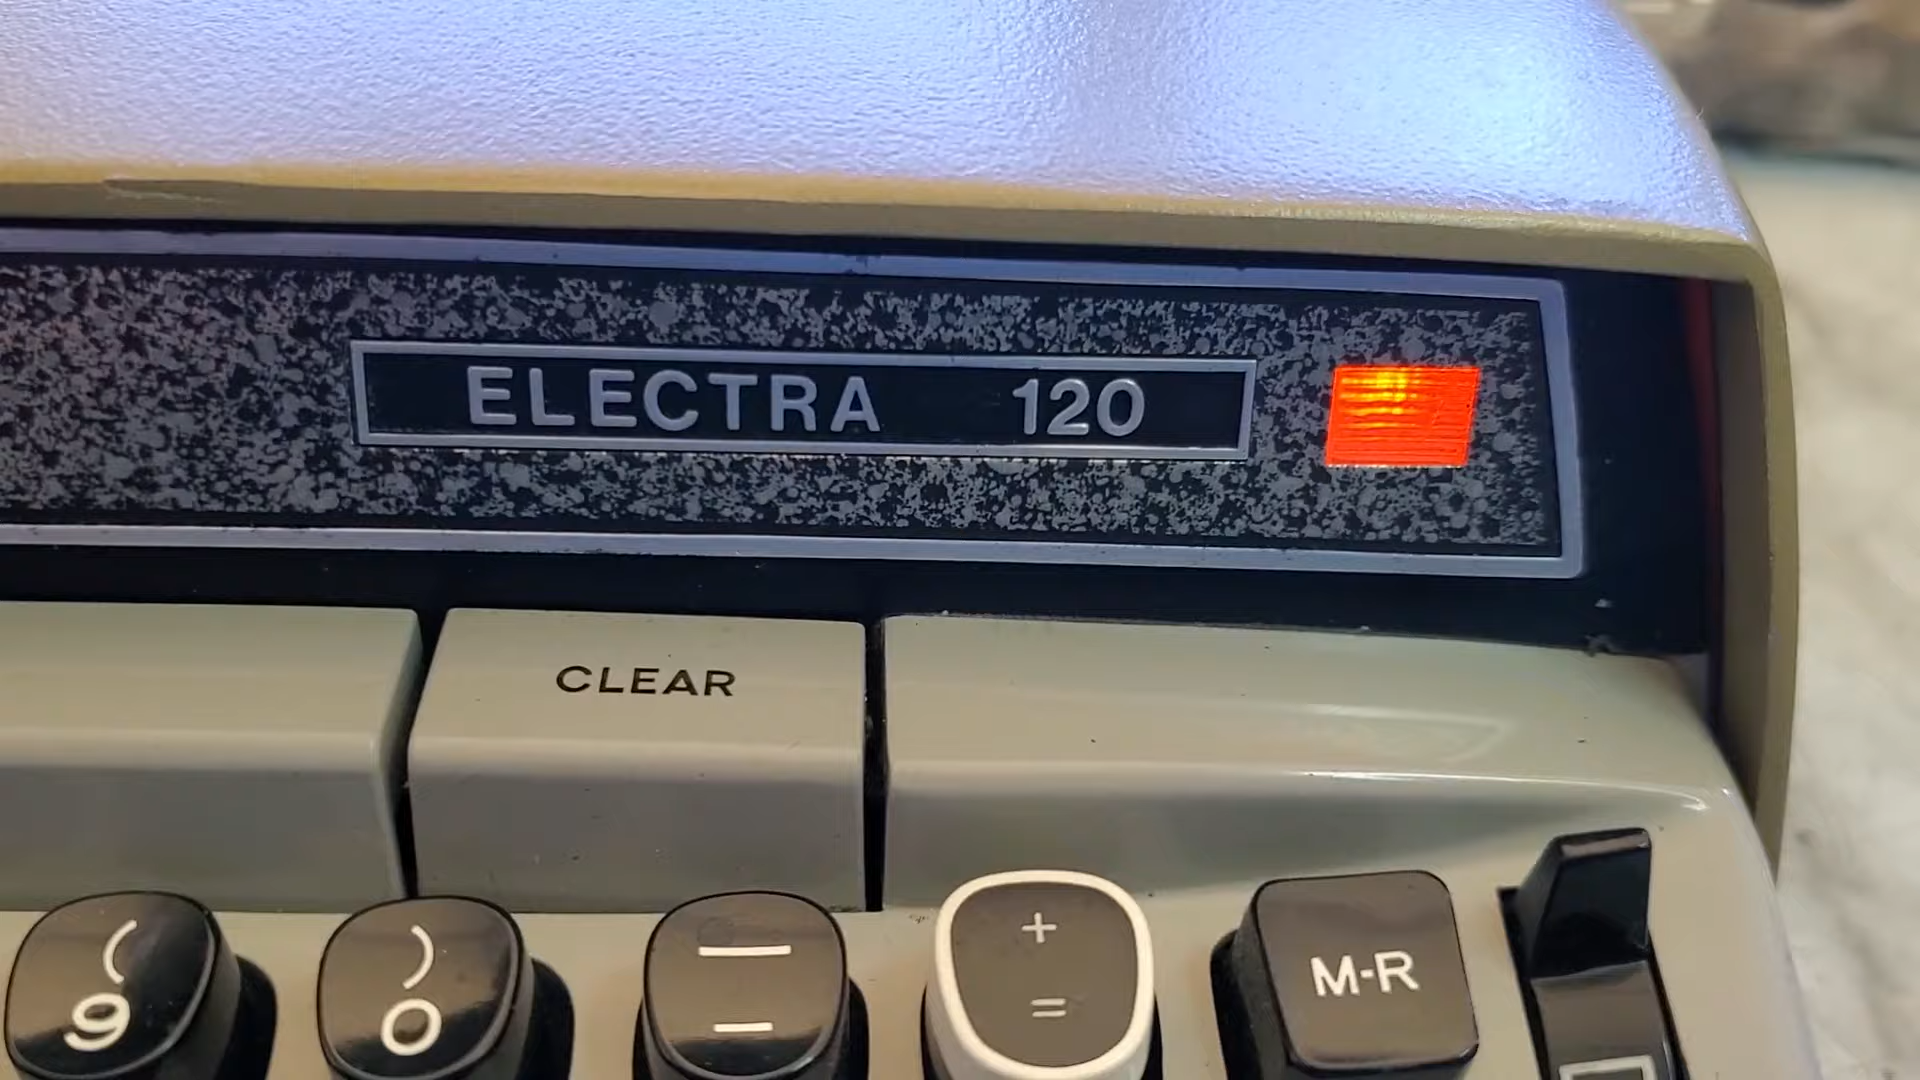 ELECTRA 120
CLEAR
( ) — + M-R
9 0 - =